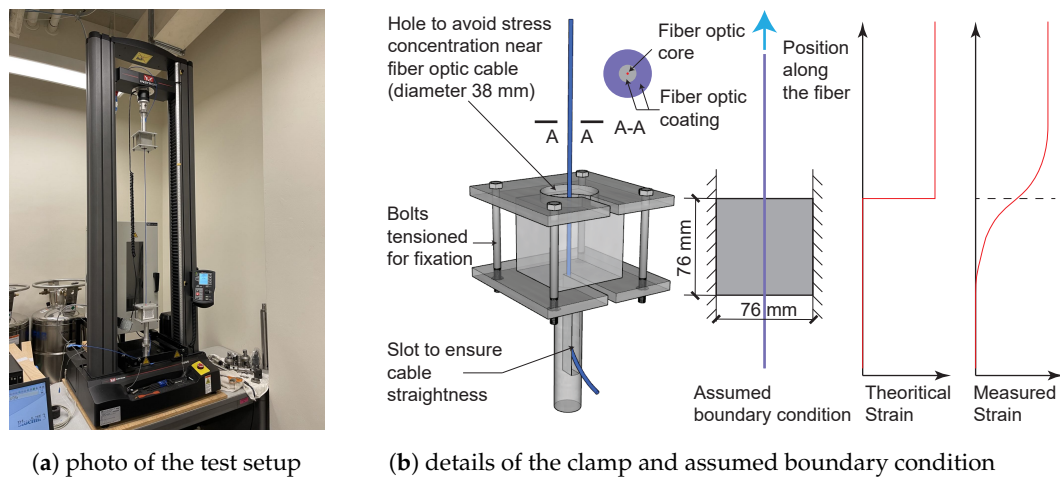 Hole to avoid stress
concentration near
fiber optic cable
(diameter 38 mm)
Fiber optic
core
Fiber optic
coating
A
A
A-A
Position
along
the fiber
Bolts
tensioned
for fixation
76 mm
76 mm
Slot to ensure
cable
straightness
Assumed
boundary condition
Theoritical
Strain
Measured
Strain
(a) photo of the test setup
(b) details of the clamp and assumed boundary condition